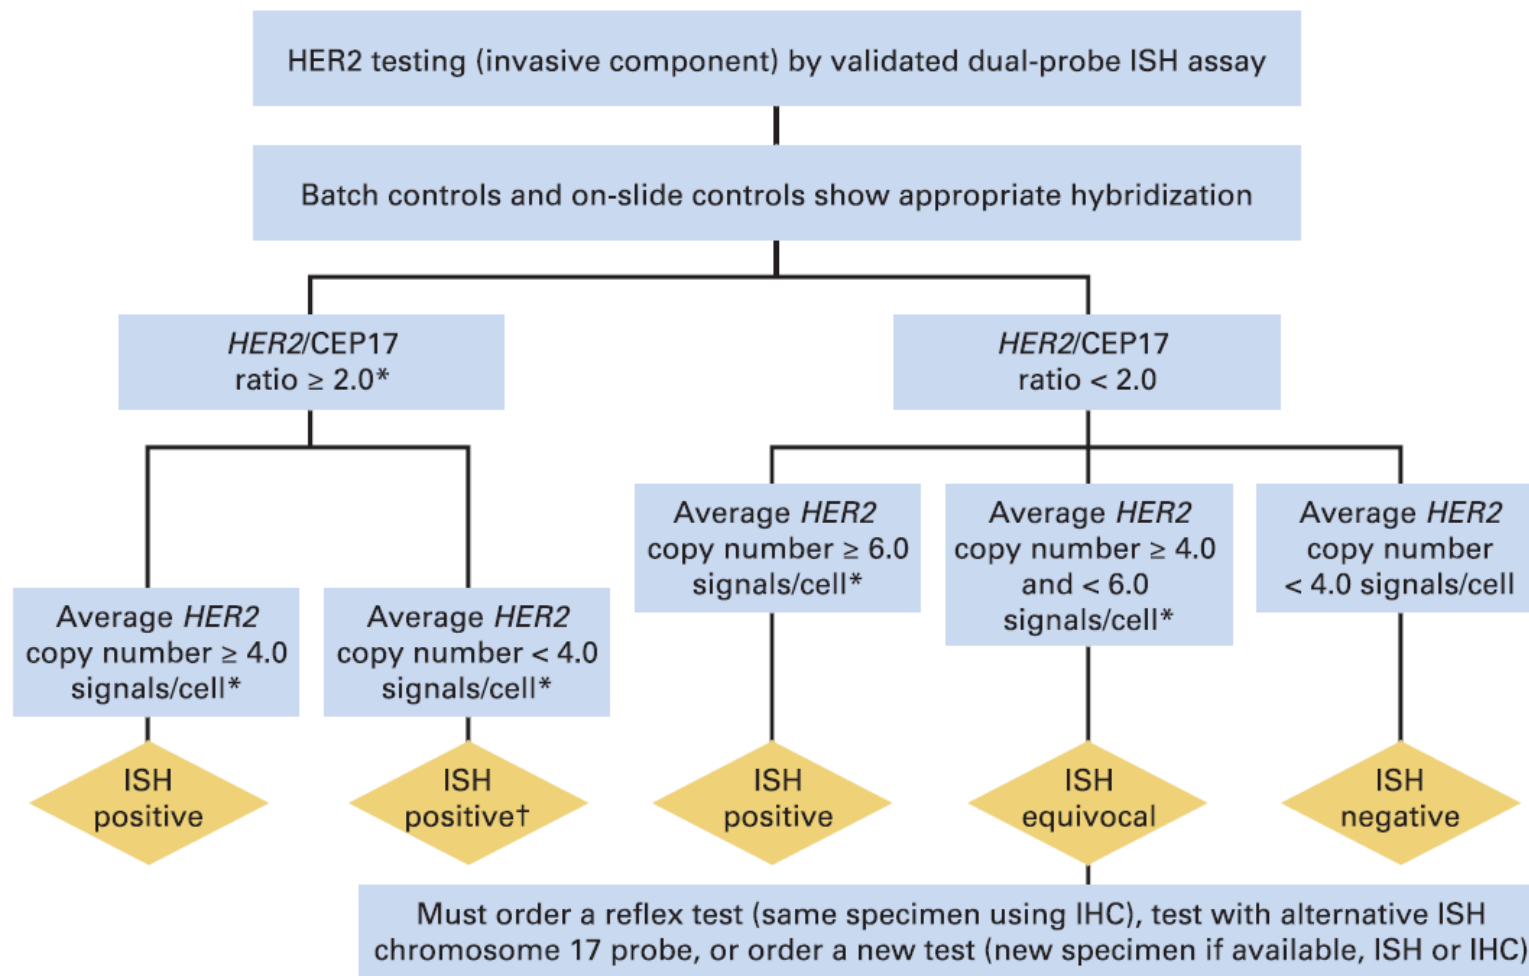 HER2 testing (invasive component) by validated dual-probe ISH assay
Batch controls and on-slide controls show appropriate hybridization
HER2/CEP17
ratio ≥ 2.0*
HER2/CEP17
ratio < 2.0
Average HER2
copy number ≥ 4.0
signals/cell*
Average HER2
copy number < 4.0
signals/cell*
Average HER2
copy number ≥ 6.0
signals/cell*
Average HER2
copy number ≥ 4.0
and < 6.0
signals/cell*
Average HER2
copy number
< 4.0 signals/cell
ISH
positive
ISH
positive†
ISH
positive
ISH
equivocal
ISH
negative
Must order a reflex test (same specimen using IHC), test with alternative ISH
chromosome 17 probe, or order a new test (new specimen if available, ISH or IHC)